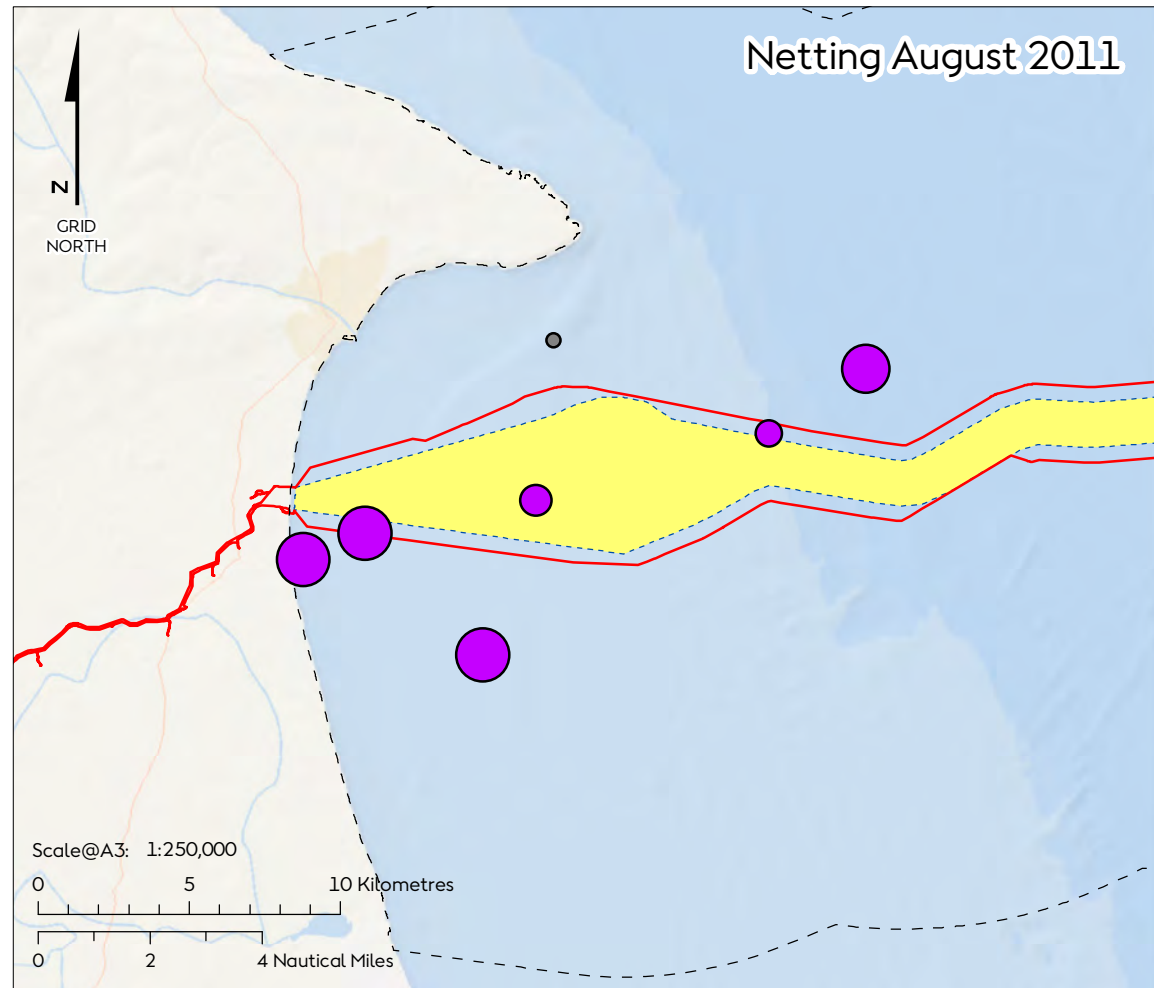 Netting August 2011
N
GRID
NORTH
Scale@A3: 1:250,000
0 5 10 Kilometres
0 2 4 Nautical Miles